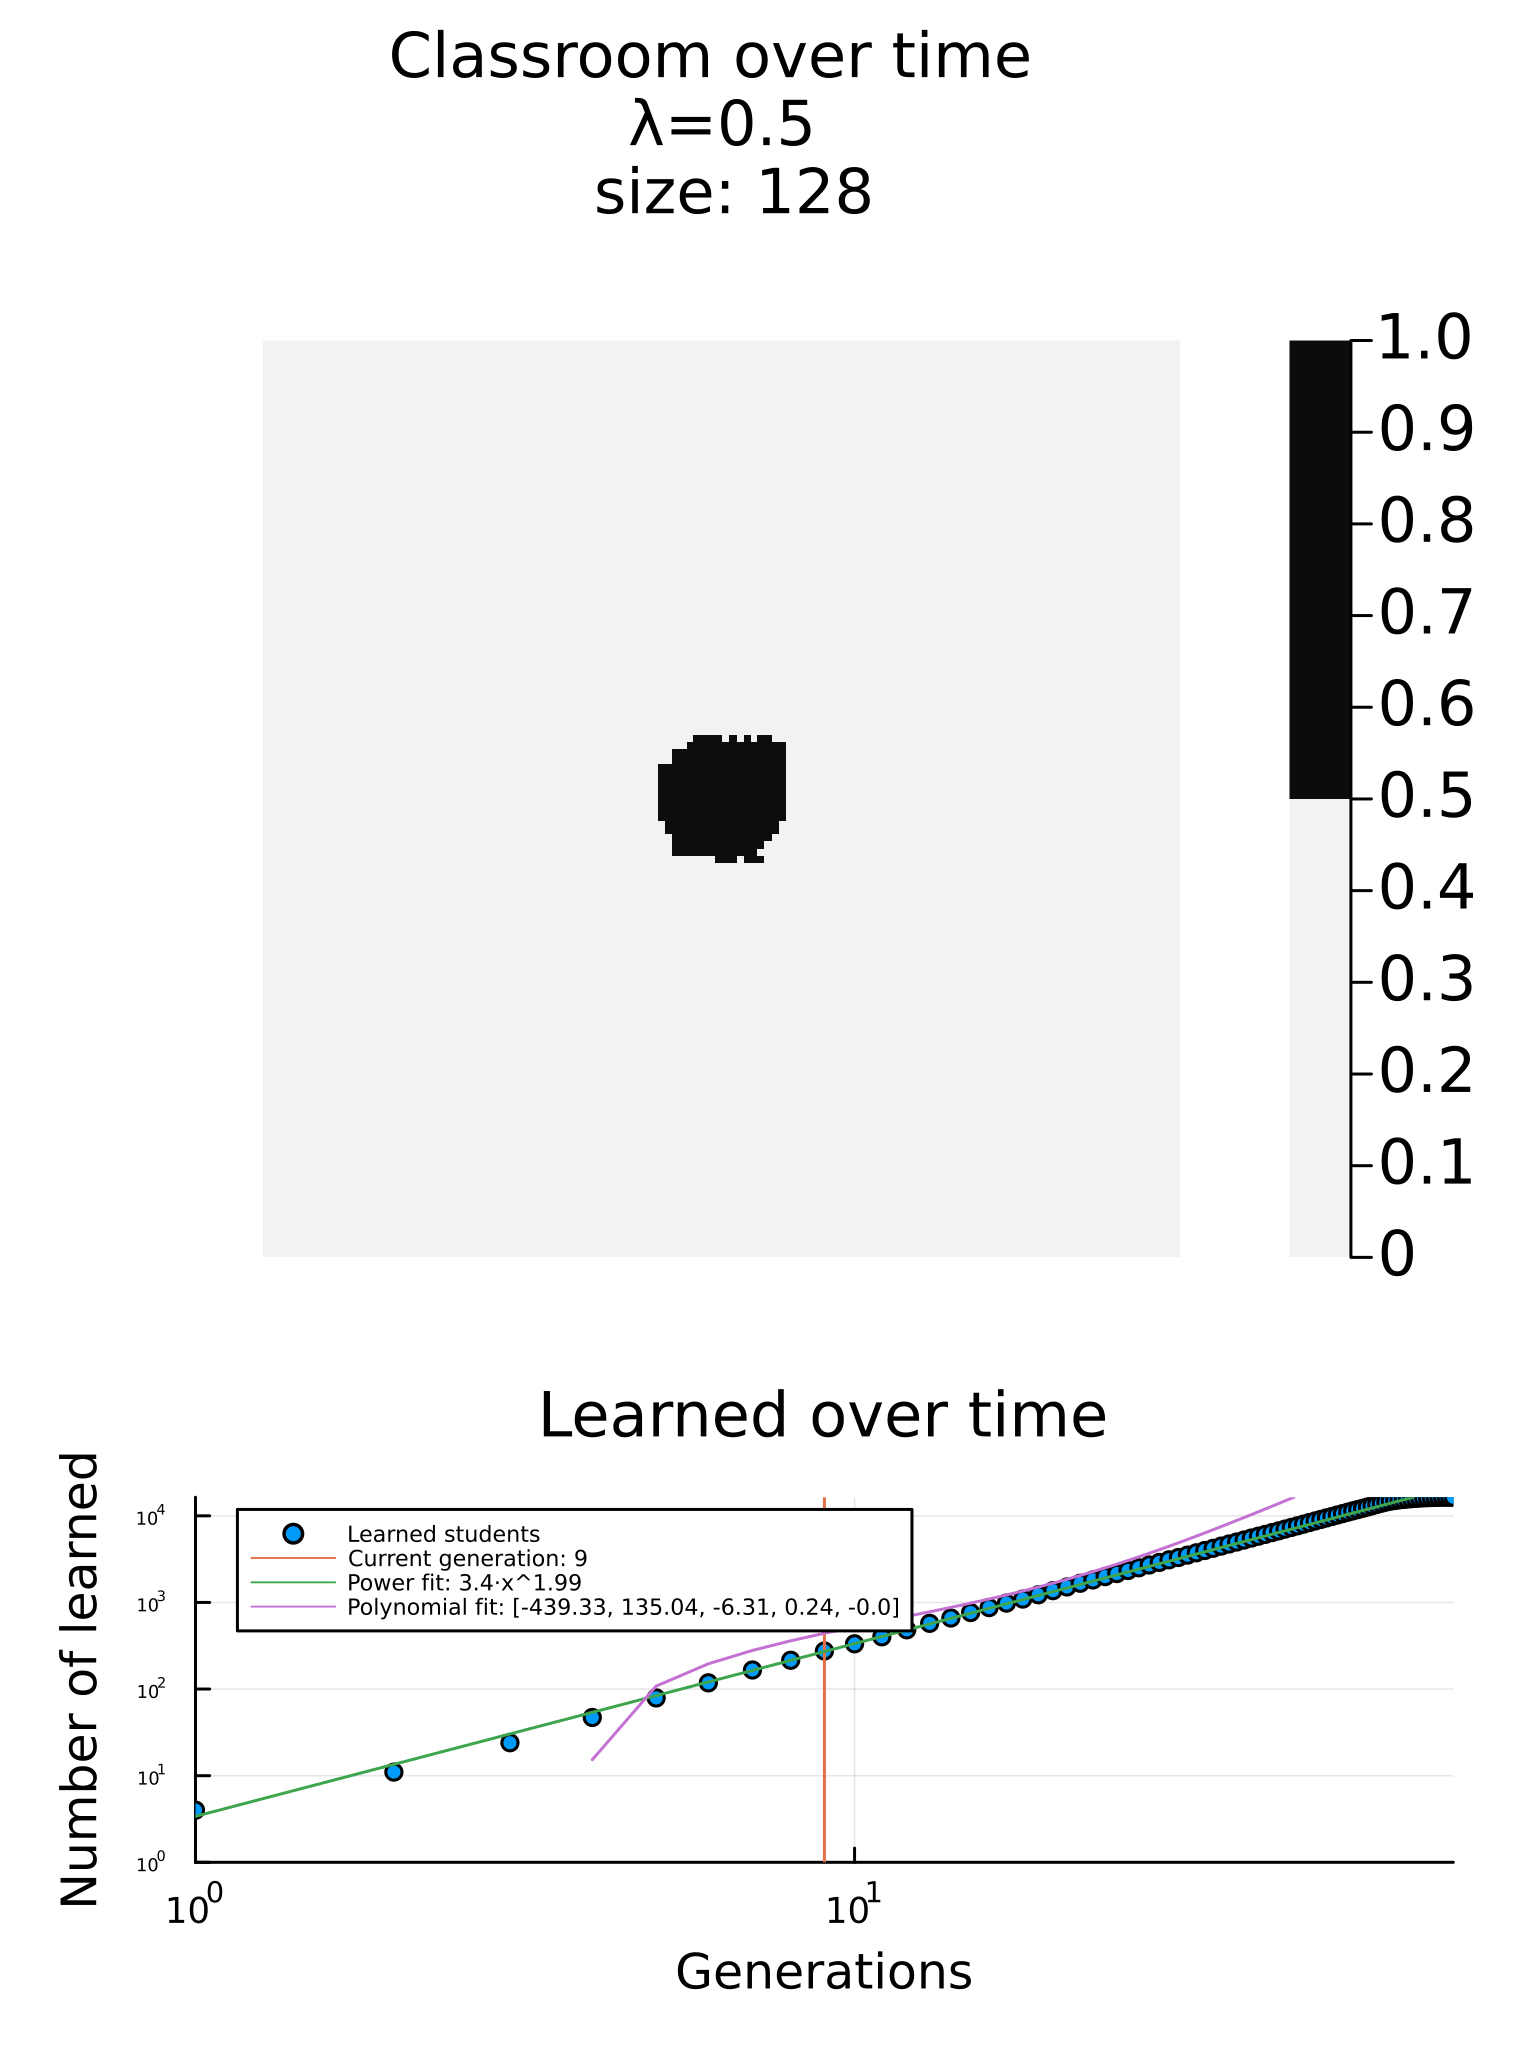 Classroom over time
λ=0.5
size: 128
1.0
0.9
0.8
0.7
0.6
0.5
0.4
0.3
0.2
0.1
0
Learned over time
Number of learned
10^4
10^3
10^2
10^1
10^0
Learned students
Current generation: 9
Power fit: 3.4·x^1.99
Polynomial fit: [-439.33, 135.04, -6.31, 0.24, -0.0]
10^0
10^1
Generations